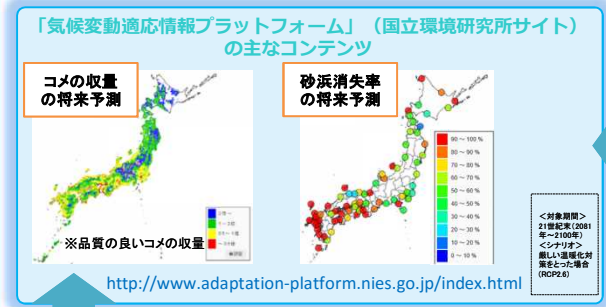 「気候変動適応情報プラットフォーム」（国立環境研究所サイト）
の主なコンテンツ
コメの収量
の将来予測
砂浜消失率
の将来予測
90 ～ 100 %
80 ～ 90 %
70 ～ 80 %
60 ～ 70 %
50 ～ 60 %
40 ～ 50 %
30 ～ 40 %
20 ～ 30 %
10 ～ 20 %
0 ～ 10 %
※品質の良いコメの収量
＜対象期間＞
21世紀末(2081
年～2100年)
＜シナリオ＞
厳しい温暖化対
策をとった場合
(RCP2.6)
http://www.adaptation-platform.nies.go.jp/index.html